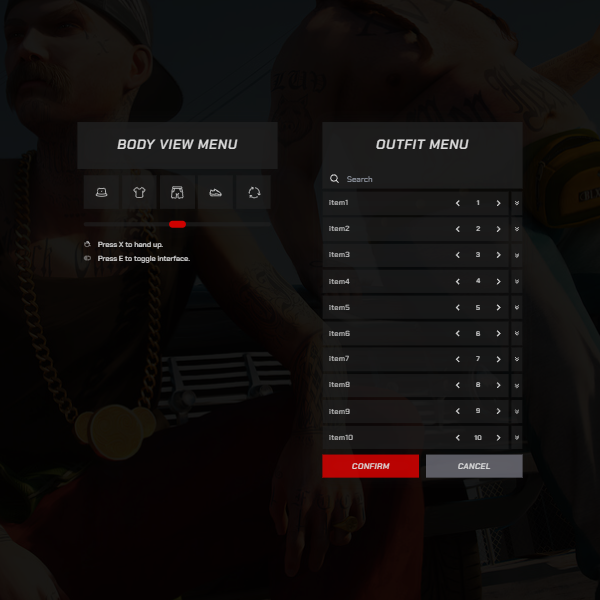 BODY VIEW MENU
Press X to hand up.
Press E to toggle interface.
OUTFIT MENU
Search
Item1 1
Item2 2
Item3 3
Item4 4
Item5 5
Item6 6
Item7 7
Item8 8
Item9 9
Item10 10
CONFIRM CANCEL